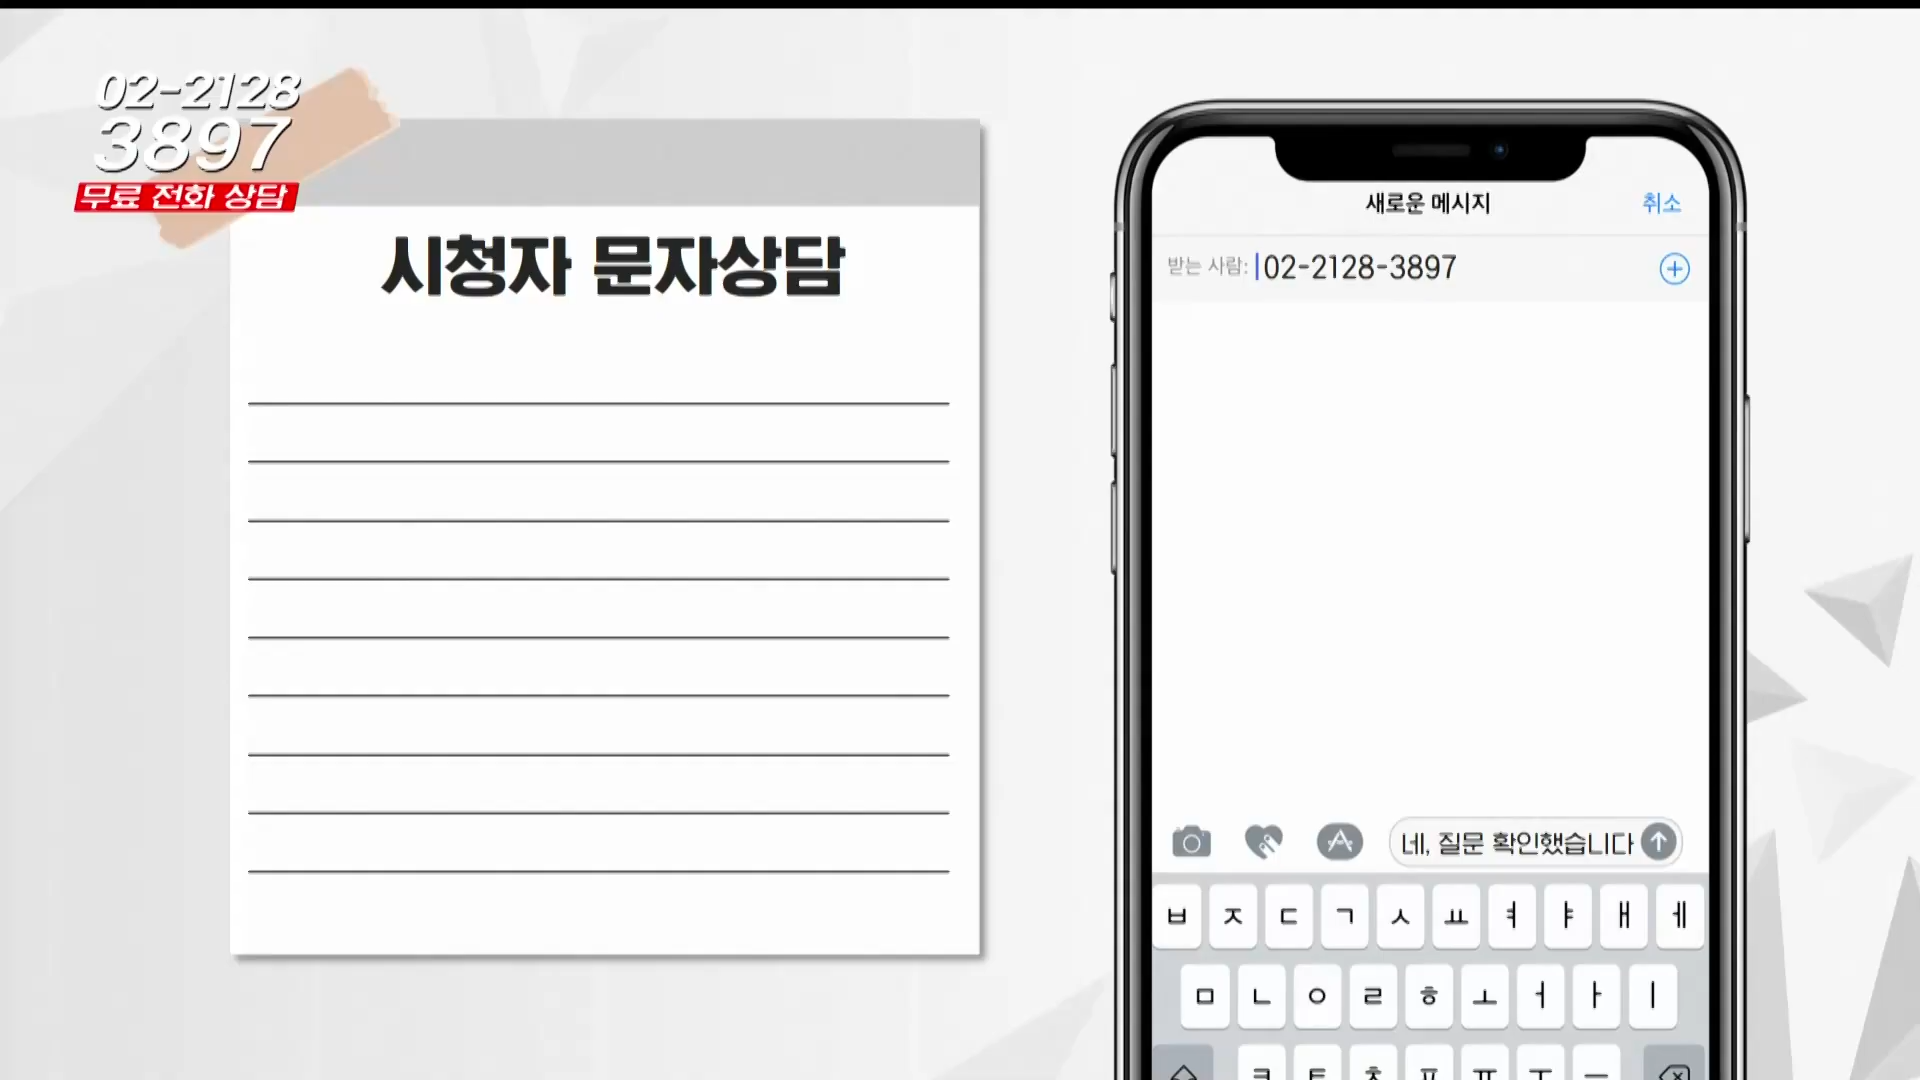 02-2128
3897
무료 전화 상담
시청자 문자상담
새로운 메시지
취소
받는 사람: 02-2128-3897
네, 질문 확인했습니다
ㅂ ㅈ ㄷ ㄱ ㅅ ㅛ ㅕ ㅑ ㅐ ㅔ
ㅁ ㄴ ㅇ ㄹ ㅎ ㅗ ㅓ ㅏ ㅣ
ㅋ ㅌ ㅊ ㅍ ㅠ ㅜ ㅡ